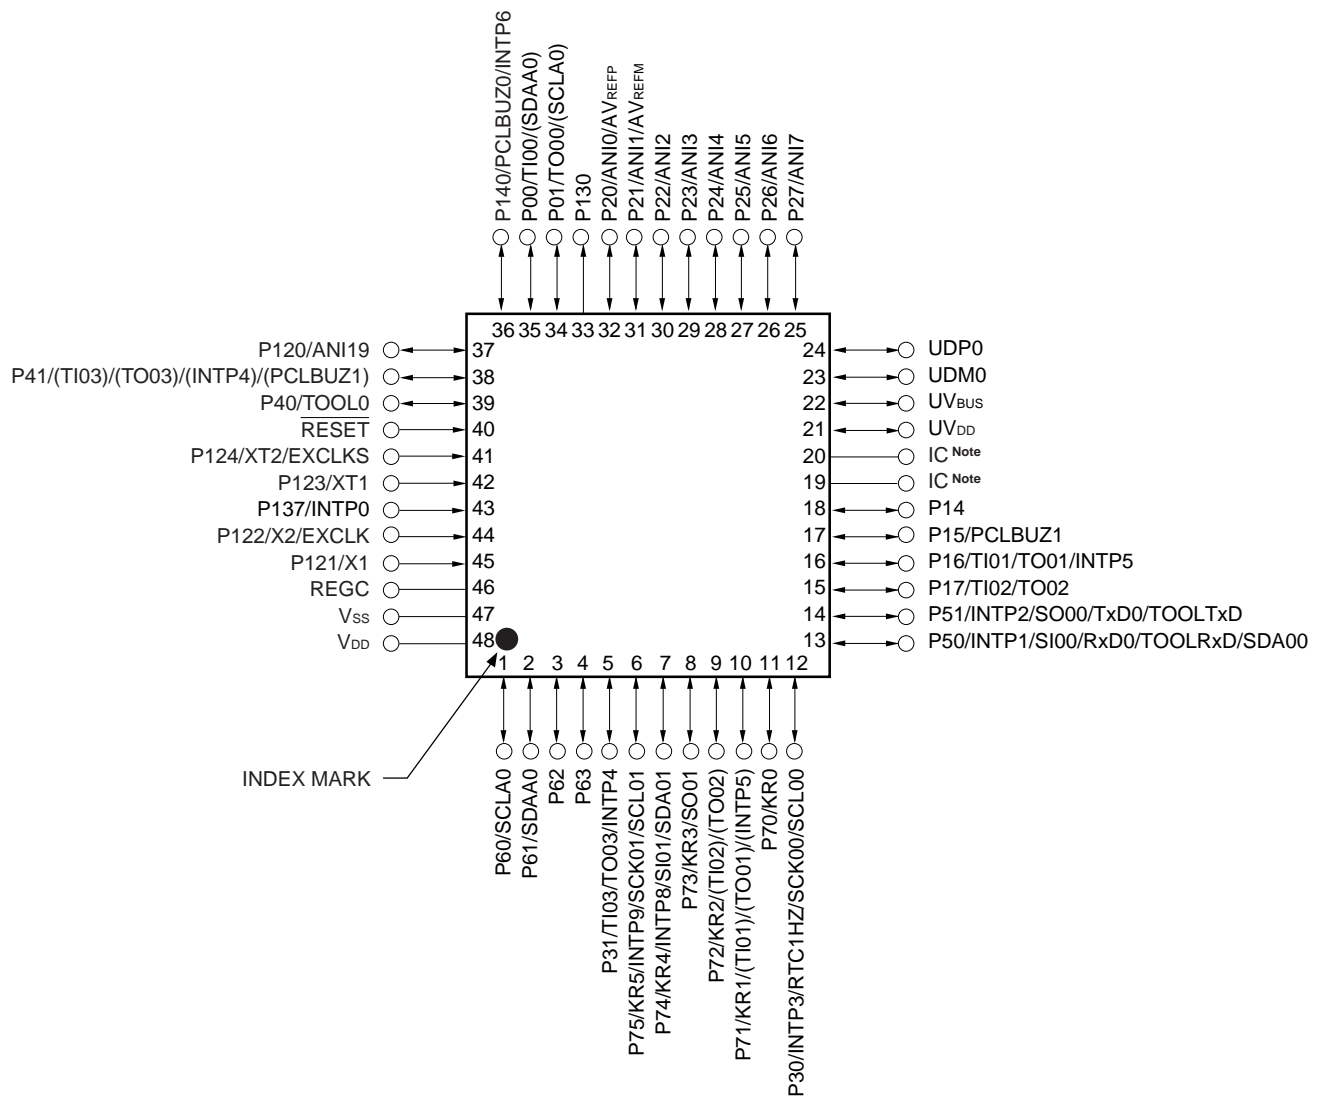 P140/PCLBUZ0/INTP6
P00/TI00/(SDAA0)
P01/TO00/(SCLA0)
P130
P20/ANI0/AVREFP
P21/ANI1/AVREFM
P22/ANI2
P23/ANI3
P24/ANI4
P25/ANI5
P26/ANI6
P27/ANI7
36 35 34 33 32 31 30 29 28 27 26 25
P120/ANI19 37
P41/(TI03)/(TO03)/(INTP4)/(PCLBUZ1) 38
P40/TOOL0 39
RESET 40
P124/XT2/EXCLKS 41
P123/XT1 42
P137/INTP0 43
P122/X2/EXCLK 44
P121/X1 45
REGC 46
VSS 47
VDD 48
24 UDP0
23 UDM0
22 UVBUS
21 UVDD
20 IC Note
19 IC Note
18 P14
17 P15/PCLBUZ1
16 P16/TI01/TO01/INTP5
15 P17/TI02/TO02
14 P51/INTP2/SO00/TxD0/TOOLTxD
13 P50/INTP1/SI00/RxD0/TOOLRxD/SDA00
1 2 3 4 5 6 7 8 9 10 11 12
INDEX MARK
P60/SCLA0
P61/SDAA0
P62
P63
P31/TI03/TO03/INTP4
P75/KR5/INTP9/SCK01/SCL01
P74/KR4/INTP8/SI01/SDA01
P73/KR3/SO01
P72/KR2/(TI02)/(TO02)
P71/KR1/(TI01)/(TO01)/(INTP5)
P70/KR0
P30/INTP3/RTC1HZ/SCK00/SCL00